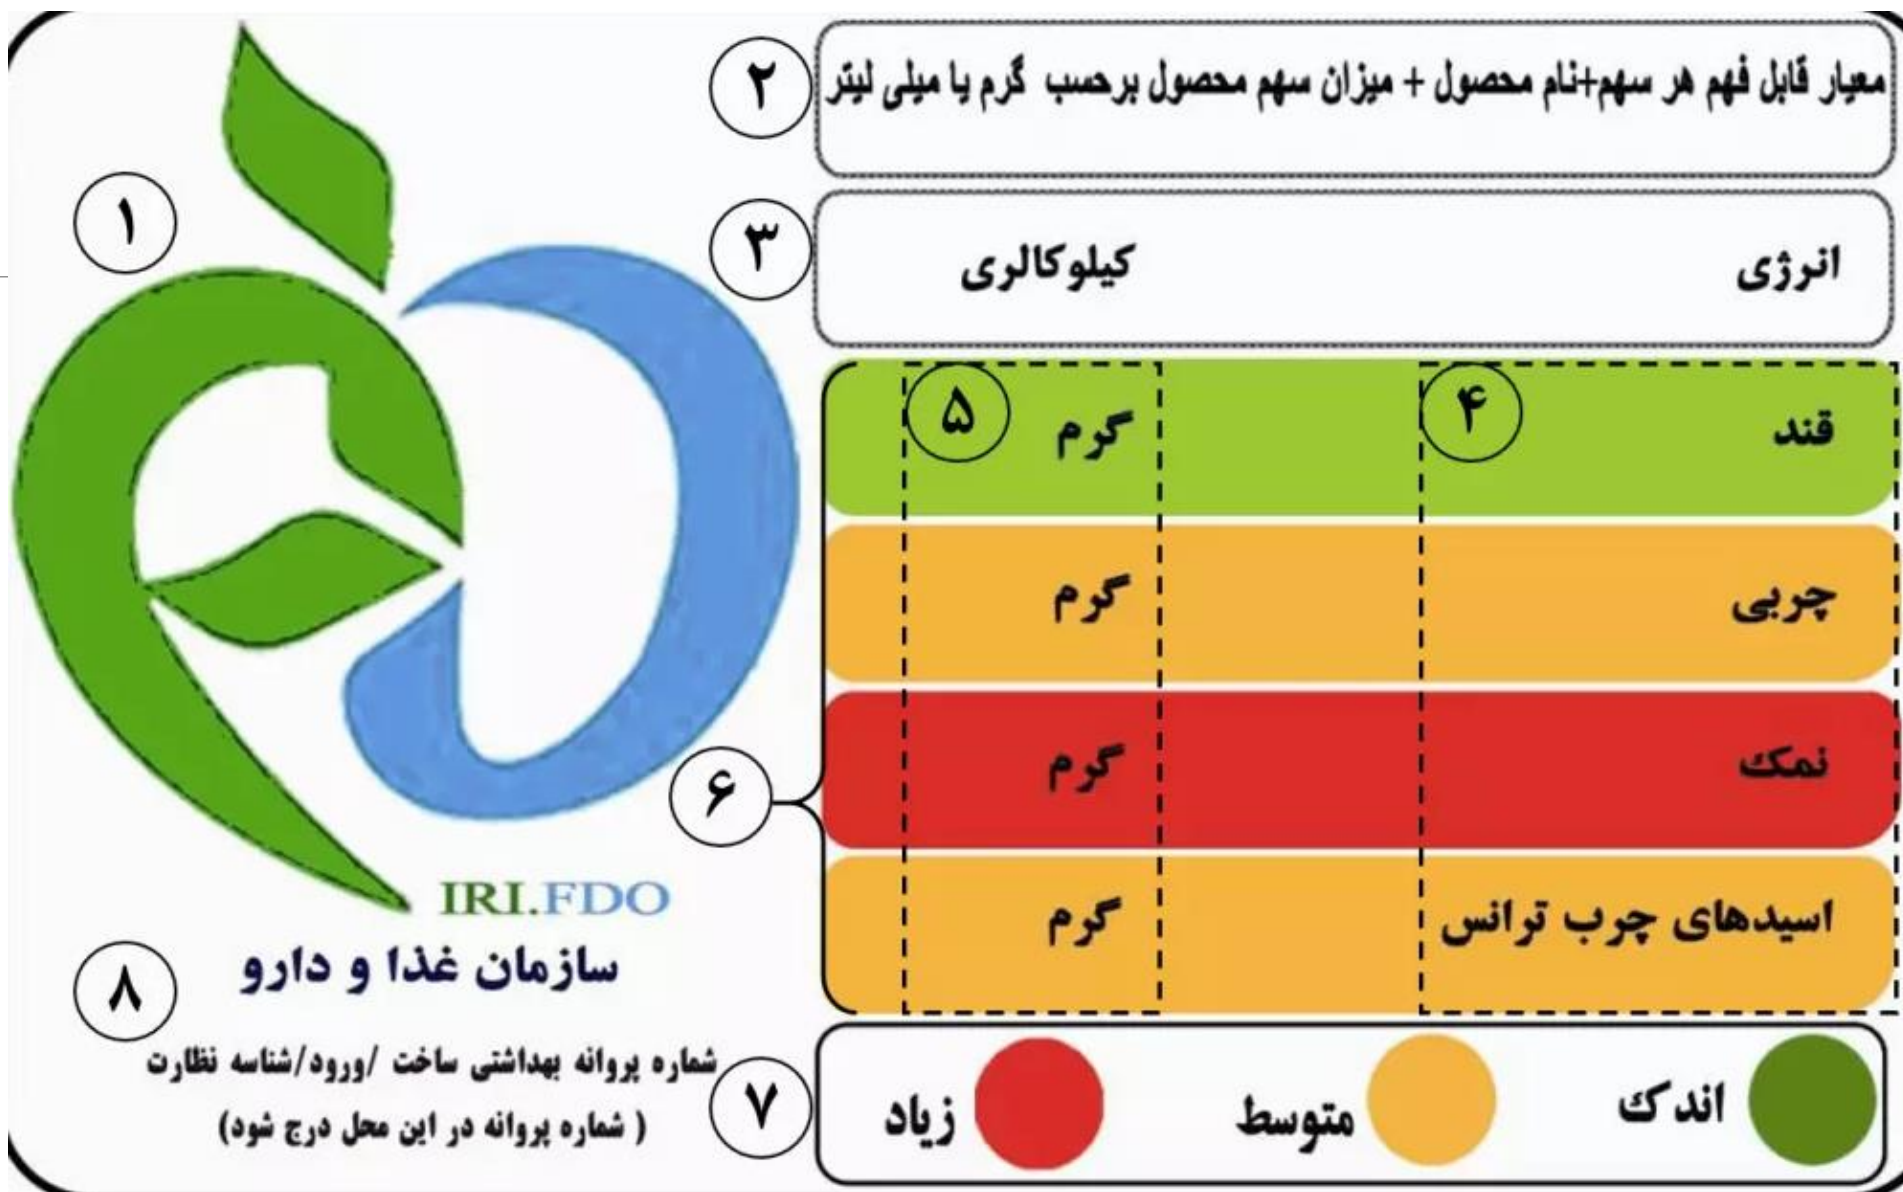 ۱
۲
معیار قابل فهم هر سهم+نام محصول + میزان سهم محصول برحسب گرم یا میلی لیتر
۳
انرژی کیلوکالری
۴
۵
قند گرم
چربی گرم
۶
نمک گرم
اسیدهای چرب ترانس گرم
۷
اندک متوسط زیاد
IRI.FDO
سازمان غذا و دارو
۸
شماره پروانه بهداشتی ساخت /ورود/شناسه نظارت
( شماره پروانه در این محل درج شود)